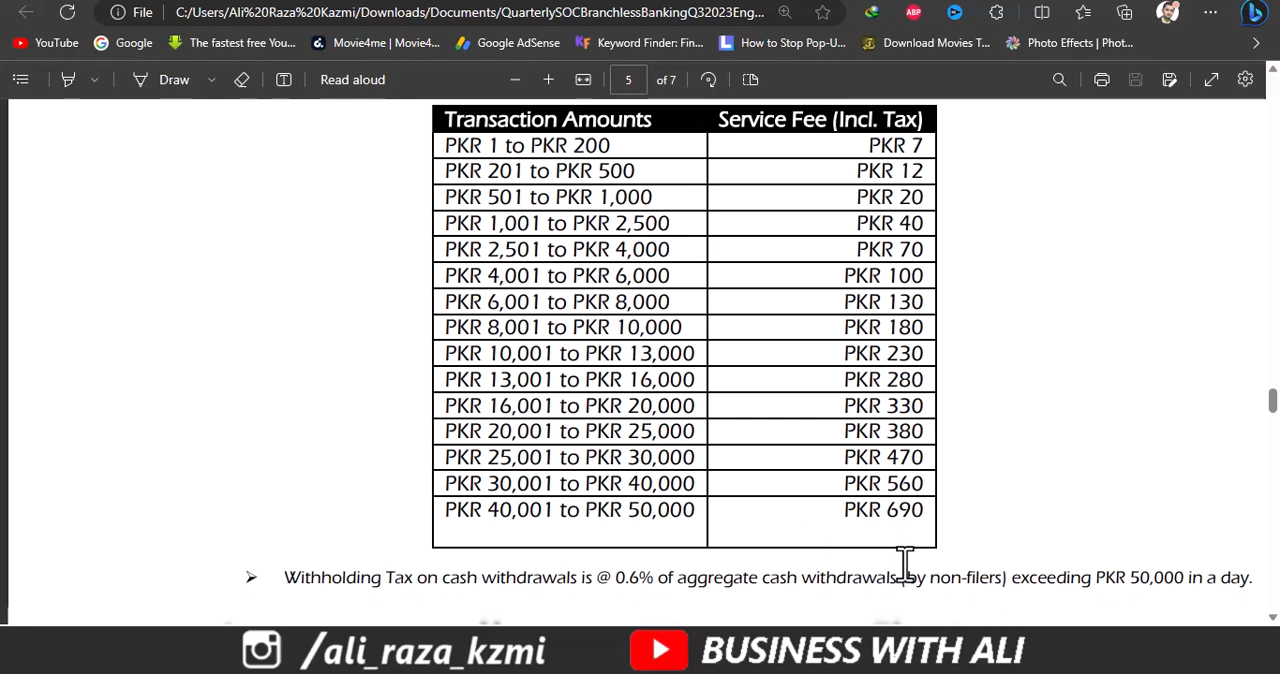 File C:/Users/Ali%20Raza%20Kazmi/Downloads/Documents/QuarterlySOCBranchlessBankingQ32023Eng...
YouTube Google The fastest free You... Movie4me | Movie4... Google AdSense Keyword Finder: Fin... How to Stop Pop-U... Download Movies T... Photo Effects | Phot...
Draw Read aloud 5 of 7
Transaction Amounts Service Fee (Incl. Tax)
PKR 1 to PKR 200 PKR 7
PKR 201 to PKR 500 PKR 12
PKR 501 to PKR 1,000 PKR 20
PKR 1,001 to PKR 2,500 PKR 40
PKR 2,501 to PKR 4,000 PKR 70
PKR 4,001 to PKR 6,000 PKR 100
PKR 6,001 to PKR 8,000 PKR 130
PKR 8,001 to PKR 10,000 PKR 180
PKR 10,001 to PKR 13,000 PKR 230
PKR 13,001 to PKR 16,000 PKR 280
PKR 16,001 to PKR 20,000 PKR 330
PKR 20,001 to PKR 25,000 PKR 380
PKR 25,001 to PKR 30,000 PKR 470
PKR 30,001 to PKR 40,000 PKR 560
PKR 40,001 to PKR 50,000 PKR 690
Withholding Tax on cash withdrawals is @ 0.6% of aggregate cash withdrawals (by non-filers) exceeding PKR 50,000 in a day.
/ali_raza_kzmi BUSINESS WITH ALI